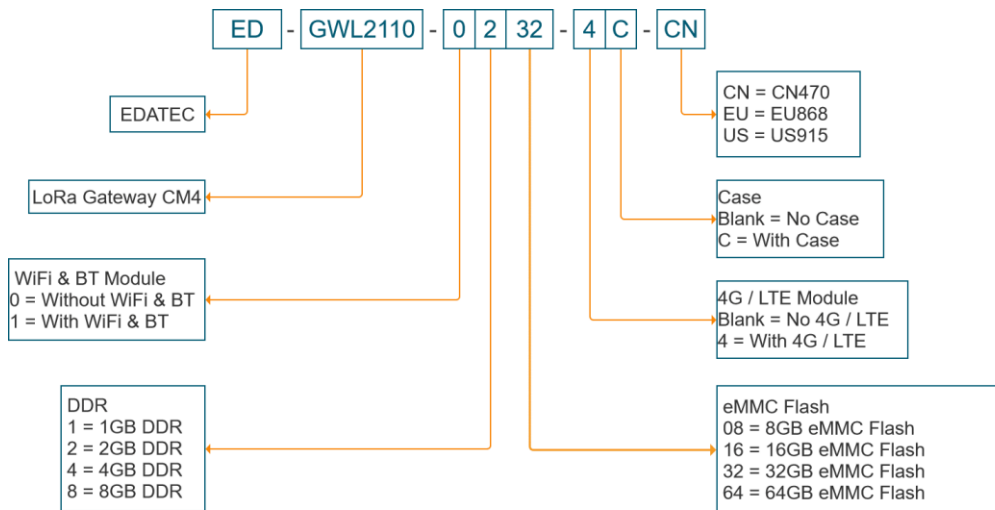 ED - GWL2110 - 0 2 32 - 4 C - CN
EDATEC
LoRa Gateway CM4
WiFi & BT Module
0 = Without WiFi & BT
1 = With WiFi & BT
DDR
1 = 1GB DDR
2 = 2GB DDR
4 = 4GB DDR
8 = 8GB DDR
CN = CN470
EU = EU868
US = US915
Case
Blank = No Case
C = With Case
4G / LTE Module
Blank = No 4G / LTE
4 = With 4G / LTE
eMMC Flash
08 = 8GB eMMC Flash
16 = 16GB eMMC Flash
32 = 32GB eMMC Flash
64 = 64GB eMMC Flash